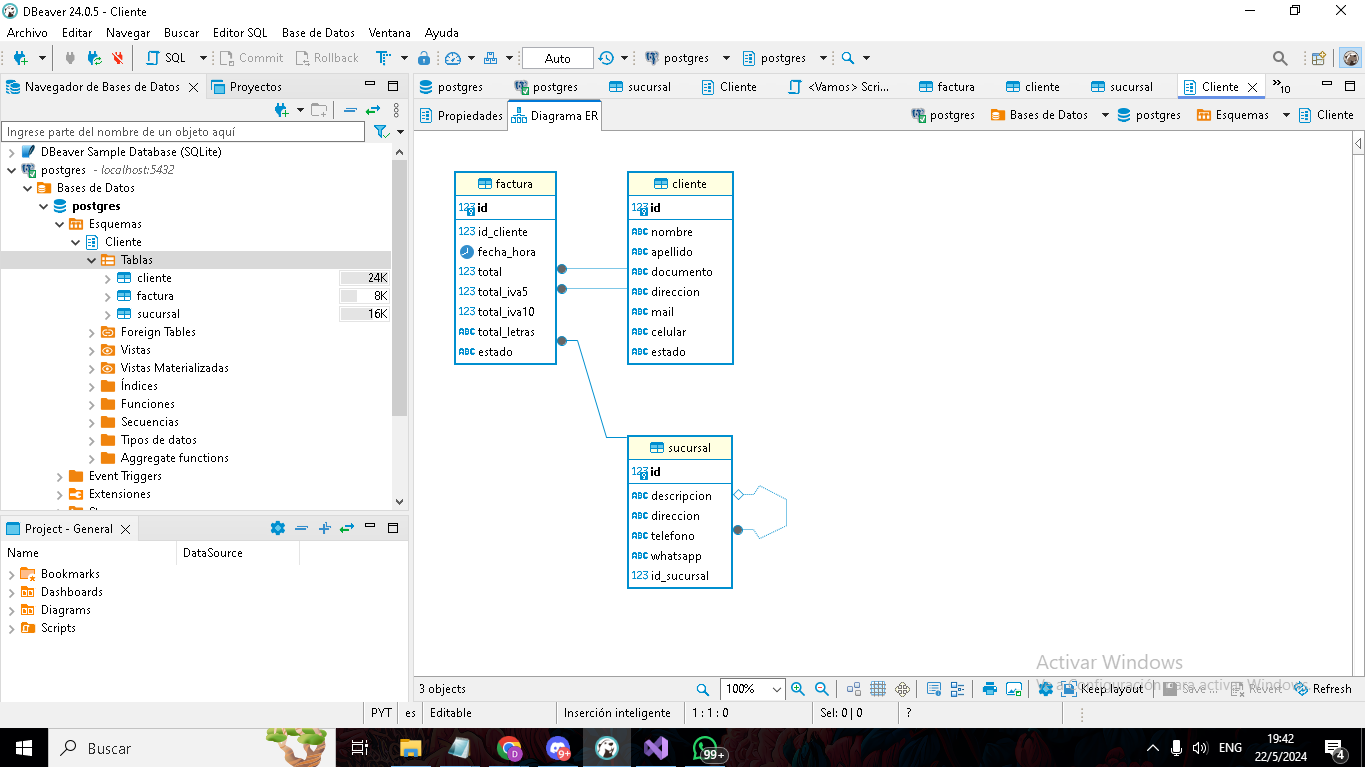 DBeaver 24.0.5 - Cliente
Archivo Editar Navegar Buscar Editor SQL Base de Datos Ventana Ayuda
SQL Commit Rollback Auto postgres postgres
Navegador de Bases de Datos Proyectos
Ingrese parte del nombre de un objeto aquí
DBeaver Sample Database (SQLite)
postgres - localhost:5432
Bases de Datos
postgres
Esquemas
Cliente
Tablas
cliente 24K
factura 8K
sucursal 16K
Foreign Tables
Vistas
Vistas Materializadas
Índices
Funciones
Secuencias
Tipos de datos
Aggregate functions
Event Triggers
Extensiones
Project - General
Name DataSource
Bookmarks
Dashboards
Diagrams
Scripts
postgres postgres sucursal Cliente <Vamos> Scri... factura cliente sucursal Cliente »10
Propiedades Diagrama ER postgres Bases de Datos postgres Esquemas Cliente
factura
123 id
123 id_cliente
fecha_hora
123 total
123 total_iva5
123 total_iva10
ABC total_letras
ABC estado
cliente
123 id
ABC nombre
ABC apellido
ABC documento
ABC direccion
ABC mail
ABC celular
ABC estado
sucursal
123 id
ABC descripcion
ABC direccion
ABC telefono
ABC whatsapp
123 id_sucursal
Activar Windows
Ve a Configuración para activar Windows.
3 objects 100% Keep layout Save ... Revert Refresh
PYT es Editable Inserción inteligente 1 : 1 : 0 Sel: 0 | 0 ?
Buscar D 9+ 99+ ENG 19:42
22/5/2024 4